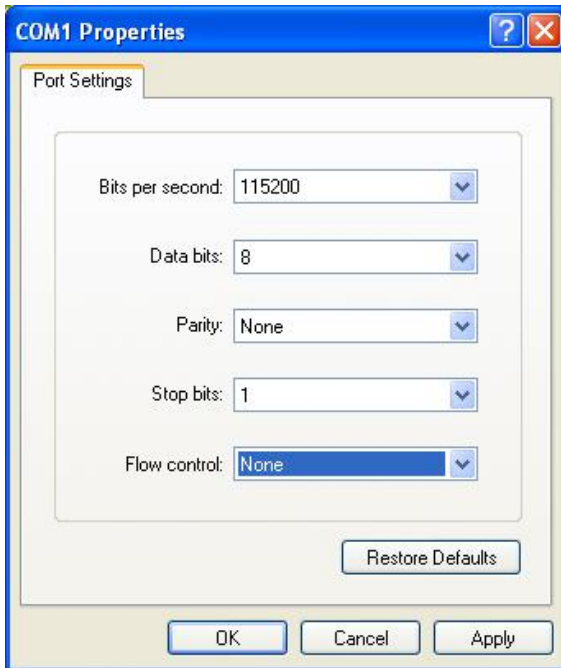 COM1 Properties
Port Settings
Bits per second: 115200
Data bits: 8
Parity: None
Stop bits: 1
Flow control: None
Restore Defaults
OK Cancel Apply